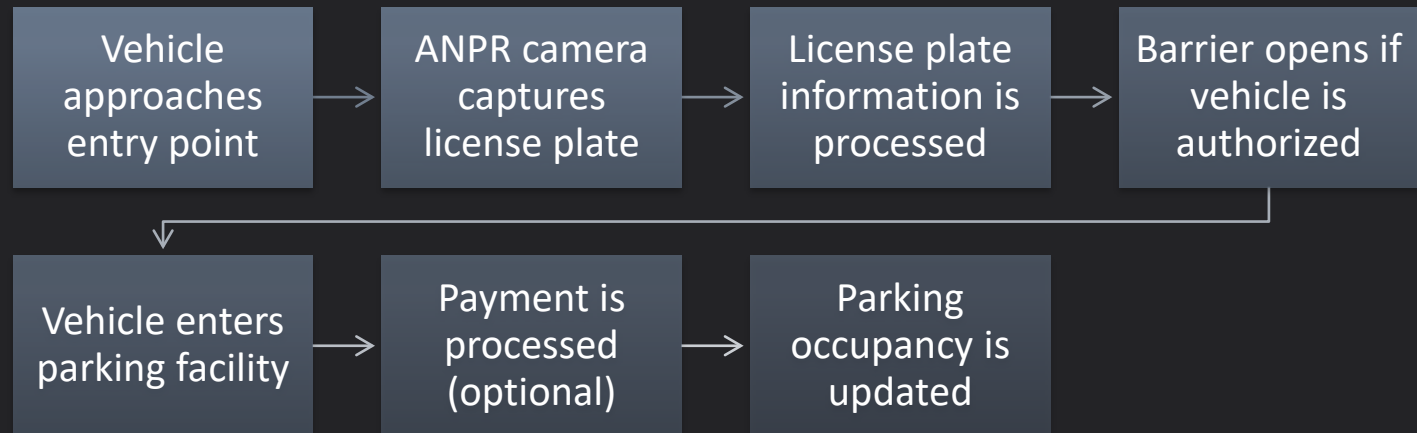 Vehicle
approaches
entry point
ANPR camera
captures
license plate
License plate
information is
processed
Barrier opens if
vehicle is
authorized
Vehicle enters
parking facility
Payment is
processed
(optional)
Parking
occupancy is
updated